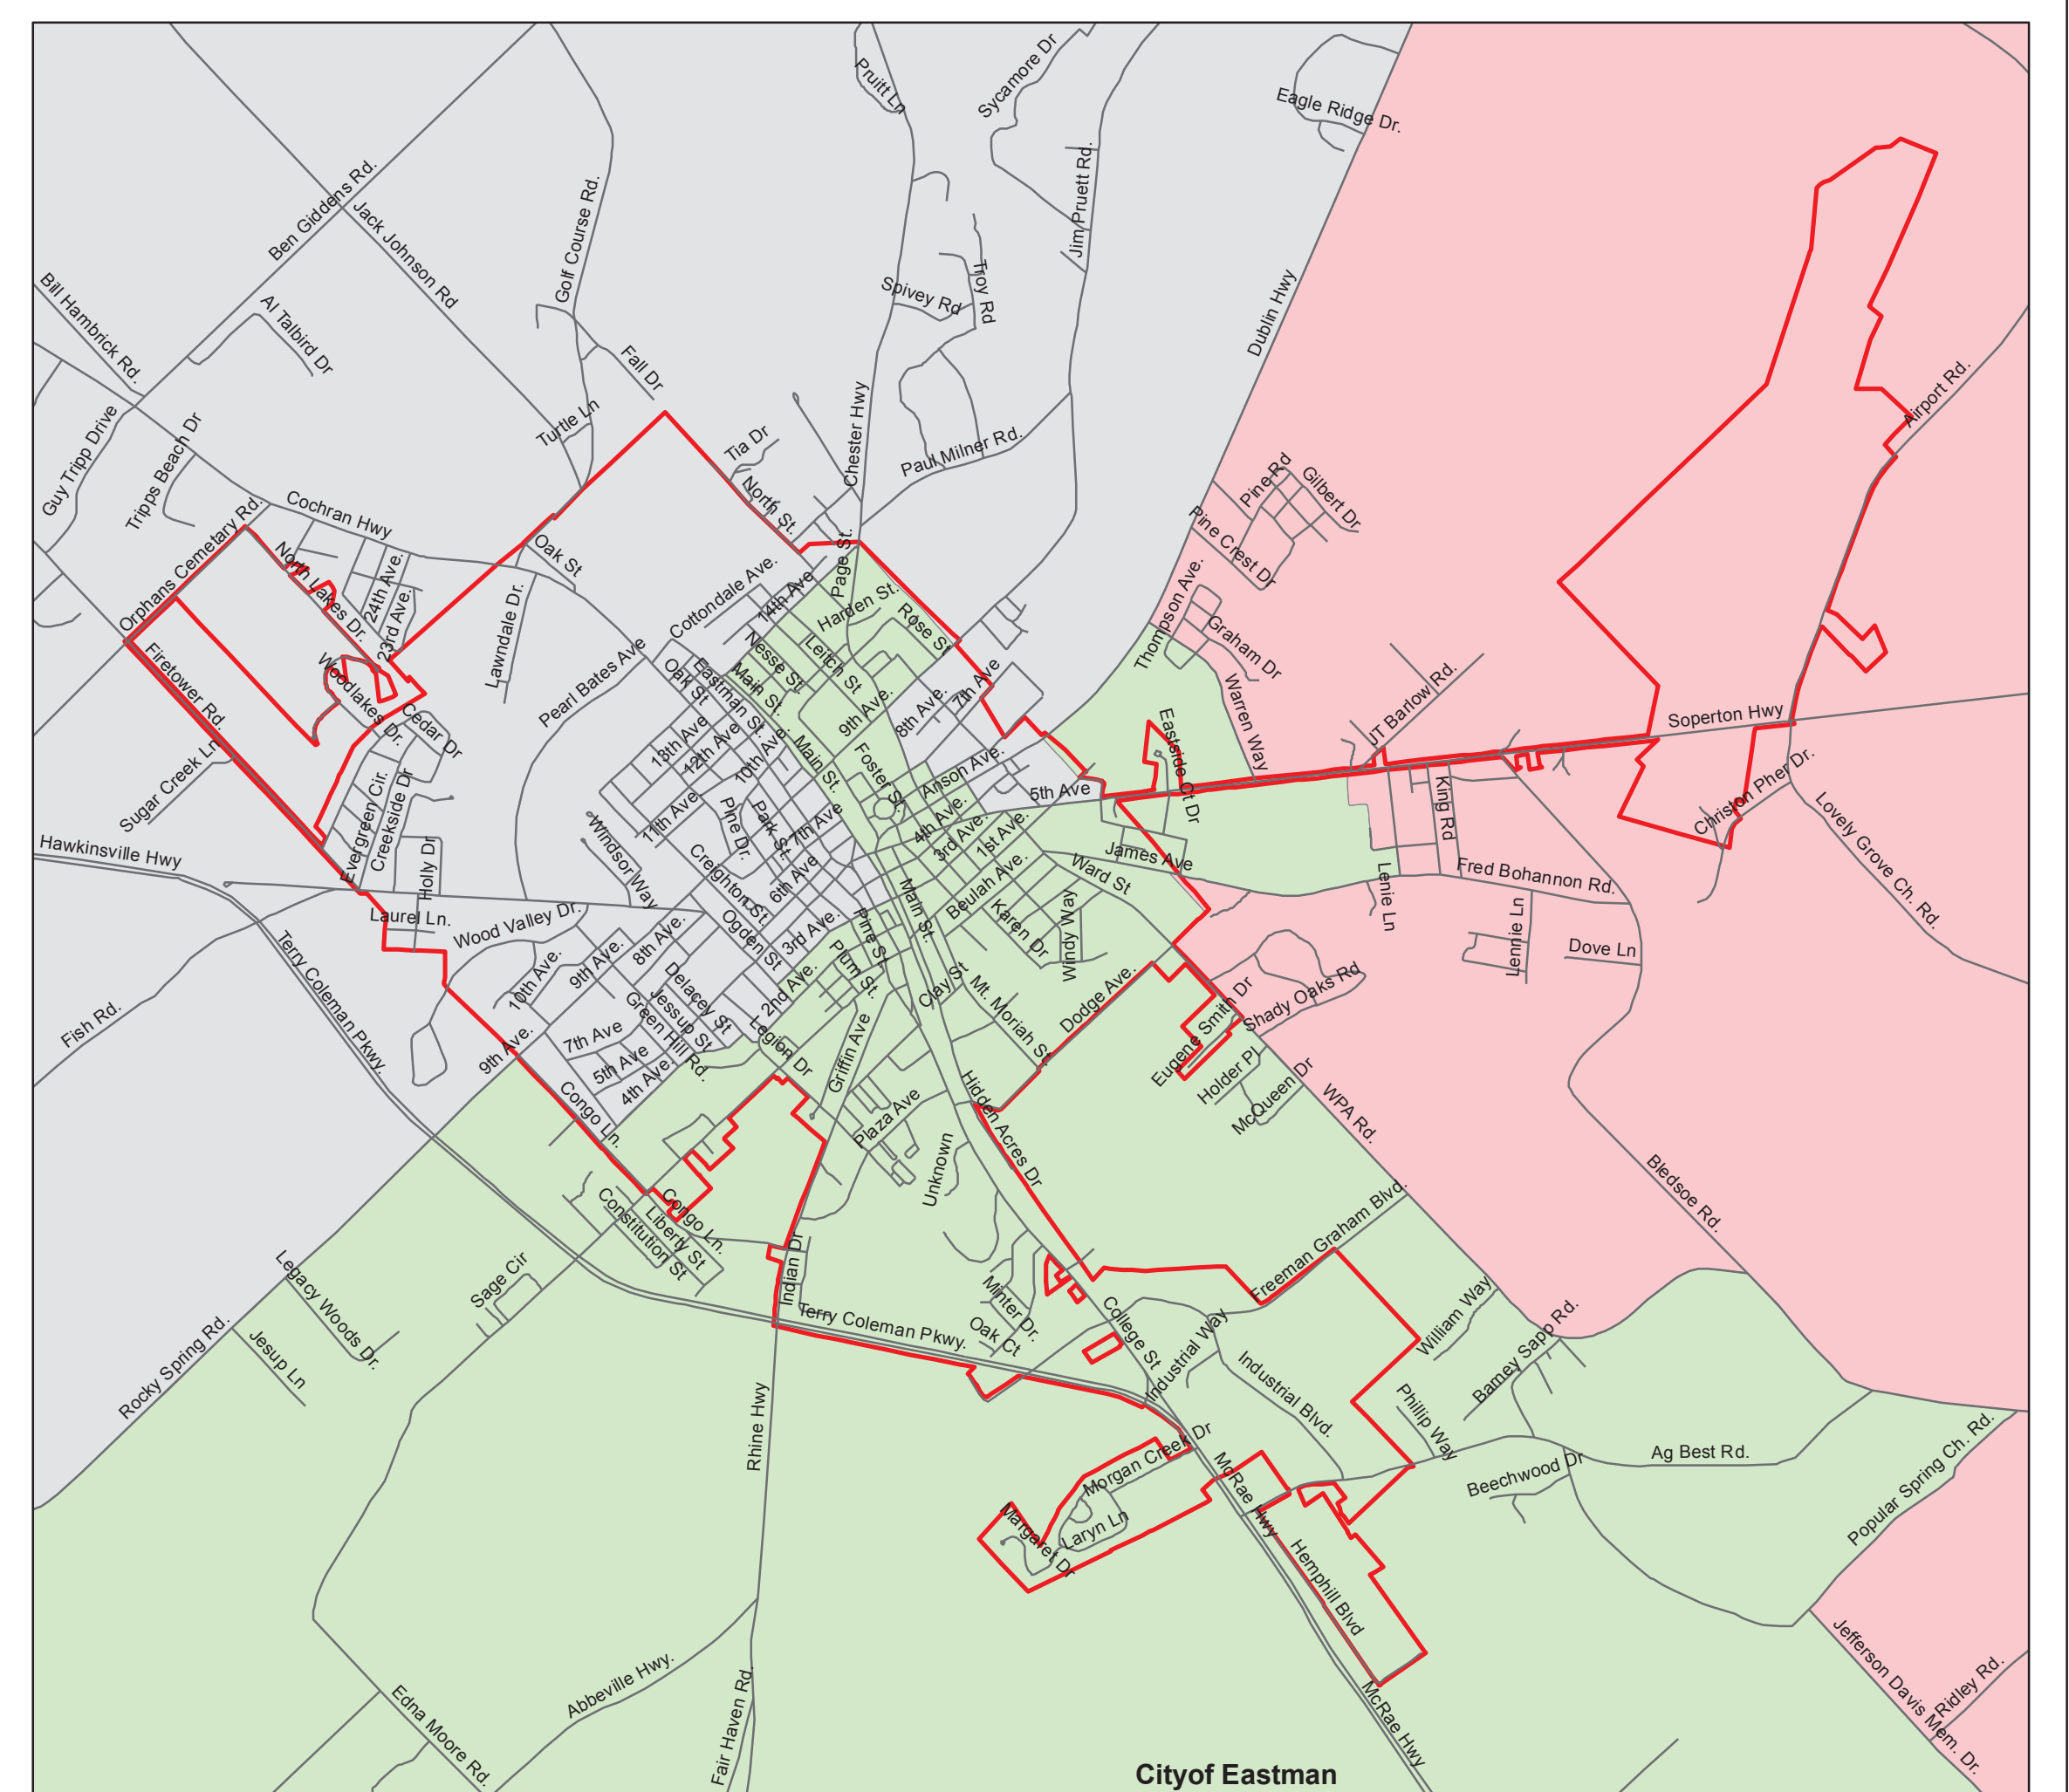 Pruitt Ln
Sycamore Dr
Eagle Ridge Dr.
Ben Giddens Rd.
Jack Johnson Rd
Golf Course Rd.
Jim Pruett Rd.
Troy Rd
Spivey Rd
Dublin Hwy
Bill Hambrick Rd.
Al Talbird Dr
Fall Dr
Turtle Ln
Tia Dr
Chester Hwy
Paul Milner Rd.
Airport Rd.
Guy Tripp Drive
Tripps Beach Dr
Cochran Hwy
North St.
Pine Rd
Gilbert Dr
Pine Crest Dr
Orphans Cemetary Rd.
North Lakes Dr.
24th Ave.
23rd Ave.
Oak St
Lawndale Dr.
Cottondale Ave.
14th Ave
Page St.
Harden St.
Rose St
Thompson Ave.
Graham Dr
Firetower Rd
Woodlakes Dr.
Cedar Dr
Pearl Bates Ave
Oak St
Eastman St.
Nesse St.
Main St.
Leitch St
9th Ave.
8th Ave.
7th Ave
Warren Way
JT Barlow Rd.
Soperton Hwy
Sugar Creek Ln
13th Ave
12th Ave
10th Ave.
Main St.
Foster St.
Anson Ave.
5th Ave
Eastside Ct Dr
King Rd
Christon Pher Dr.
Lovely Grove Ch. Rd.
Hawkinsville Hwy
Evergreen Cir.
Creekside Dr
Holly Dr
Windsor Way
11th Ave.
Pine Dr.
Park St.
7th Ave.
4th Ave.
3rd Ave.
1st Ave.
James Ave
Ward St
Lenie Ln
Fred Bohannon Rd.
Laurel Ln.
Wood Valley Dr.
Creighton St.
6th Ave
Ogden St
3rd Ave.
Pine St.
Main St.
Beulah Ave.
Karen Dr
Windy Way
Lennie Ln
Dove Ln
Terry Coleman Pkwy.
Fish Rd.
10th Ave.
9th Ave.
8th Ave.
Delacey St
Jessup St
Green Hill Rd.
2nd Ave.
Plum St.
Clay St
Mt. Moriah St.
Dodge Ave.
Eugene Smith Dr
Shady Oaks Rd
9th Ave.
7th Ave
5th Ave
4th Ave.
Legion Dr
Griffin Ave
Plaza Ave
Hidden Acres Dr
Holder Pl
McQueen Dr
WPA Rd.
Congo Ln.
Unknown
Bledsoe Rd.
Congo Ln.
Liberty St
Constitution St
Indian Dr
Freeman Graham Blvd.
Legacy Woods Dr.
Sage Cir
Minter Dr.
Oak Ct
College St
Industrial Way
William Way
Rocky Spring Rd.
Jesup Ln
Terry Coleman Pkwy.
Industrial Blvd.
Barney Sapp Rd.
Phillip Way
Rhine Hwy
Morgan Creek Dr
McRae Hwy
Beechwood Dr
Ag Best Rd.
Popular Spring Ch. Rd.
Margaret Dr
Laryn Ln
Hemphill Blvd
Jefferson Davis Mem. Dr.
Ridley Rd.
Abbeville Hwy.
Edna Moore Rd.
Fair Haven Rd.
McRae Hwy
Cityof Eastman